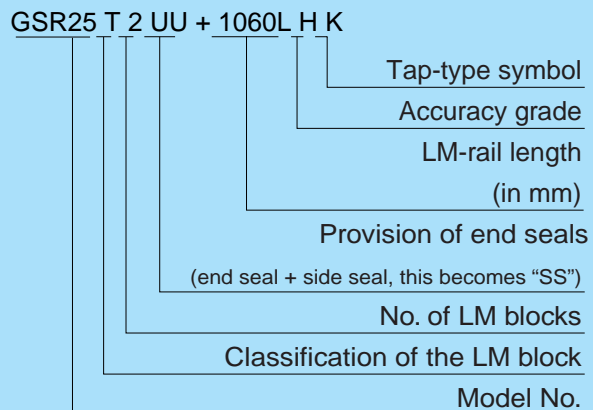 GSR25 T 2 UU + 1060L H K
Tap-type symbol
Accuracy grade
LM-rail length
(in mm)
Provision of end seals
(end seal + side seal, this becomes “SS”)
No. of LM blocks
Classification of the LM block
Model No.